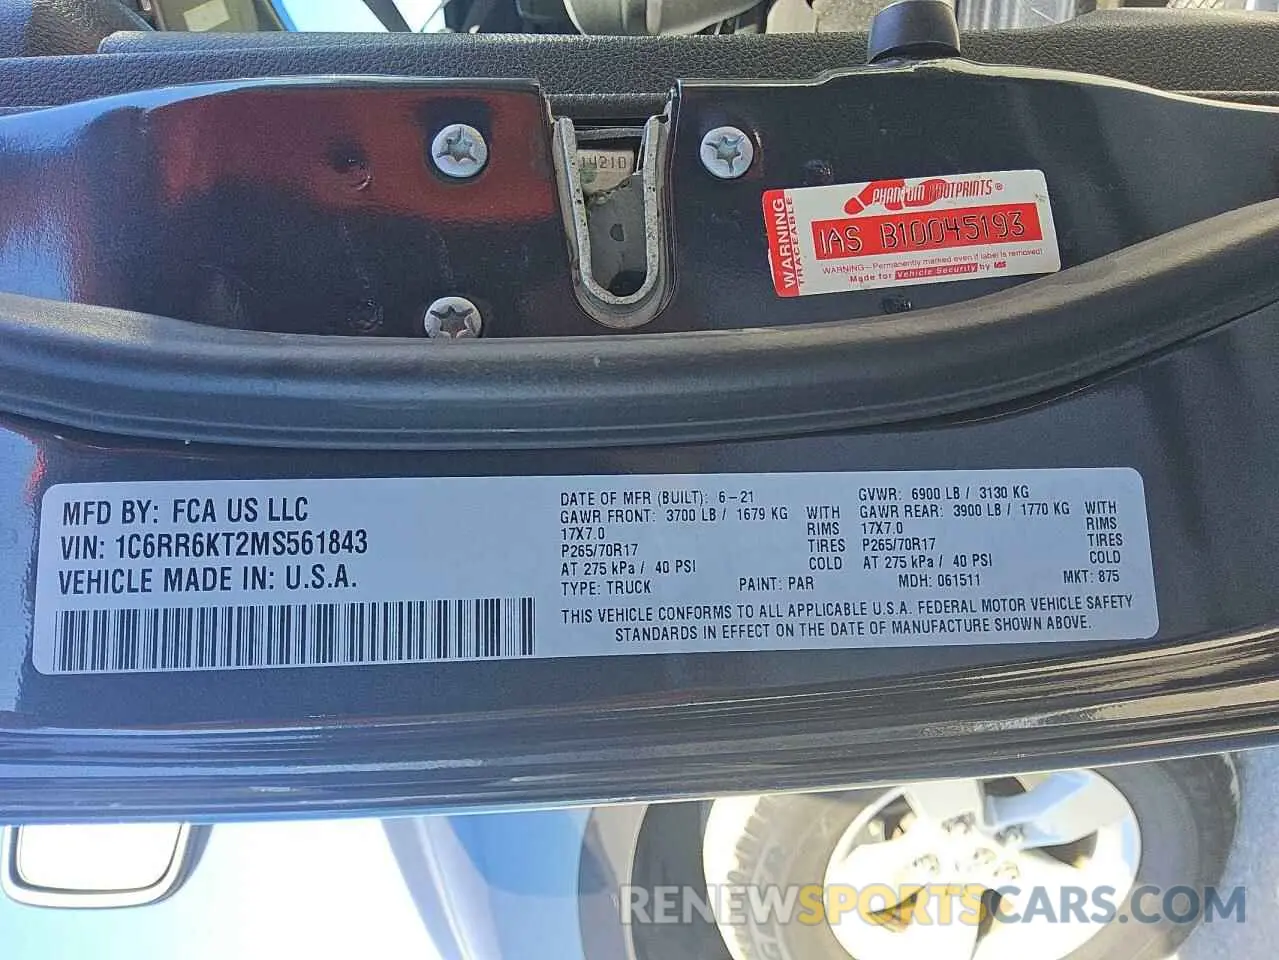 14210
PHANTOM FOOTPRINTS®
WARNING
TRACEABLE
IAS B10045193
WARNING-Permanently marked even if label is removed!
Made for Vehicle Security by IAS
MFD BY: FCA US LLC
VIN: 1C6RR6KT2MS561843
VEHICLE MADE IN: U.S.A.
DATE OF MFR (BUILT): 6-21
GAWR FRONT: 3700 LB / 1679 KG WITH
17X7.0 RIMS
P265/70R17 TIRES
AT 275 kPa / 40 PSI COLD
TYPE: TRUCK PAINT: PAR
GVWR: 6900 LB / 3130 KG
GAWR REAR: 3900 LB / 1770 KG WITH
17X7.0 RIMS
P265/70R17 TIRES
AT 275 kPa / 40 PSI COLD
MDH: 061511 MKT: 875
THIS VEHICLE CONFORMS TO ALL APPLICABLE U.S.A. FEDERAL MOTOR VEHICLE SAFETY
STANDARDS IN EFFECT ON THE DATE OF MANUFACTURE SHOWN ABOVE.
RENEWSPORTSCARS.COM